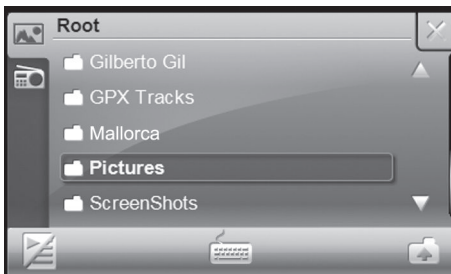 Root
Gilberto Gil
GPX Tracks
Mallorca
Pictures
ScreenShots